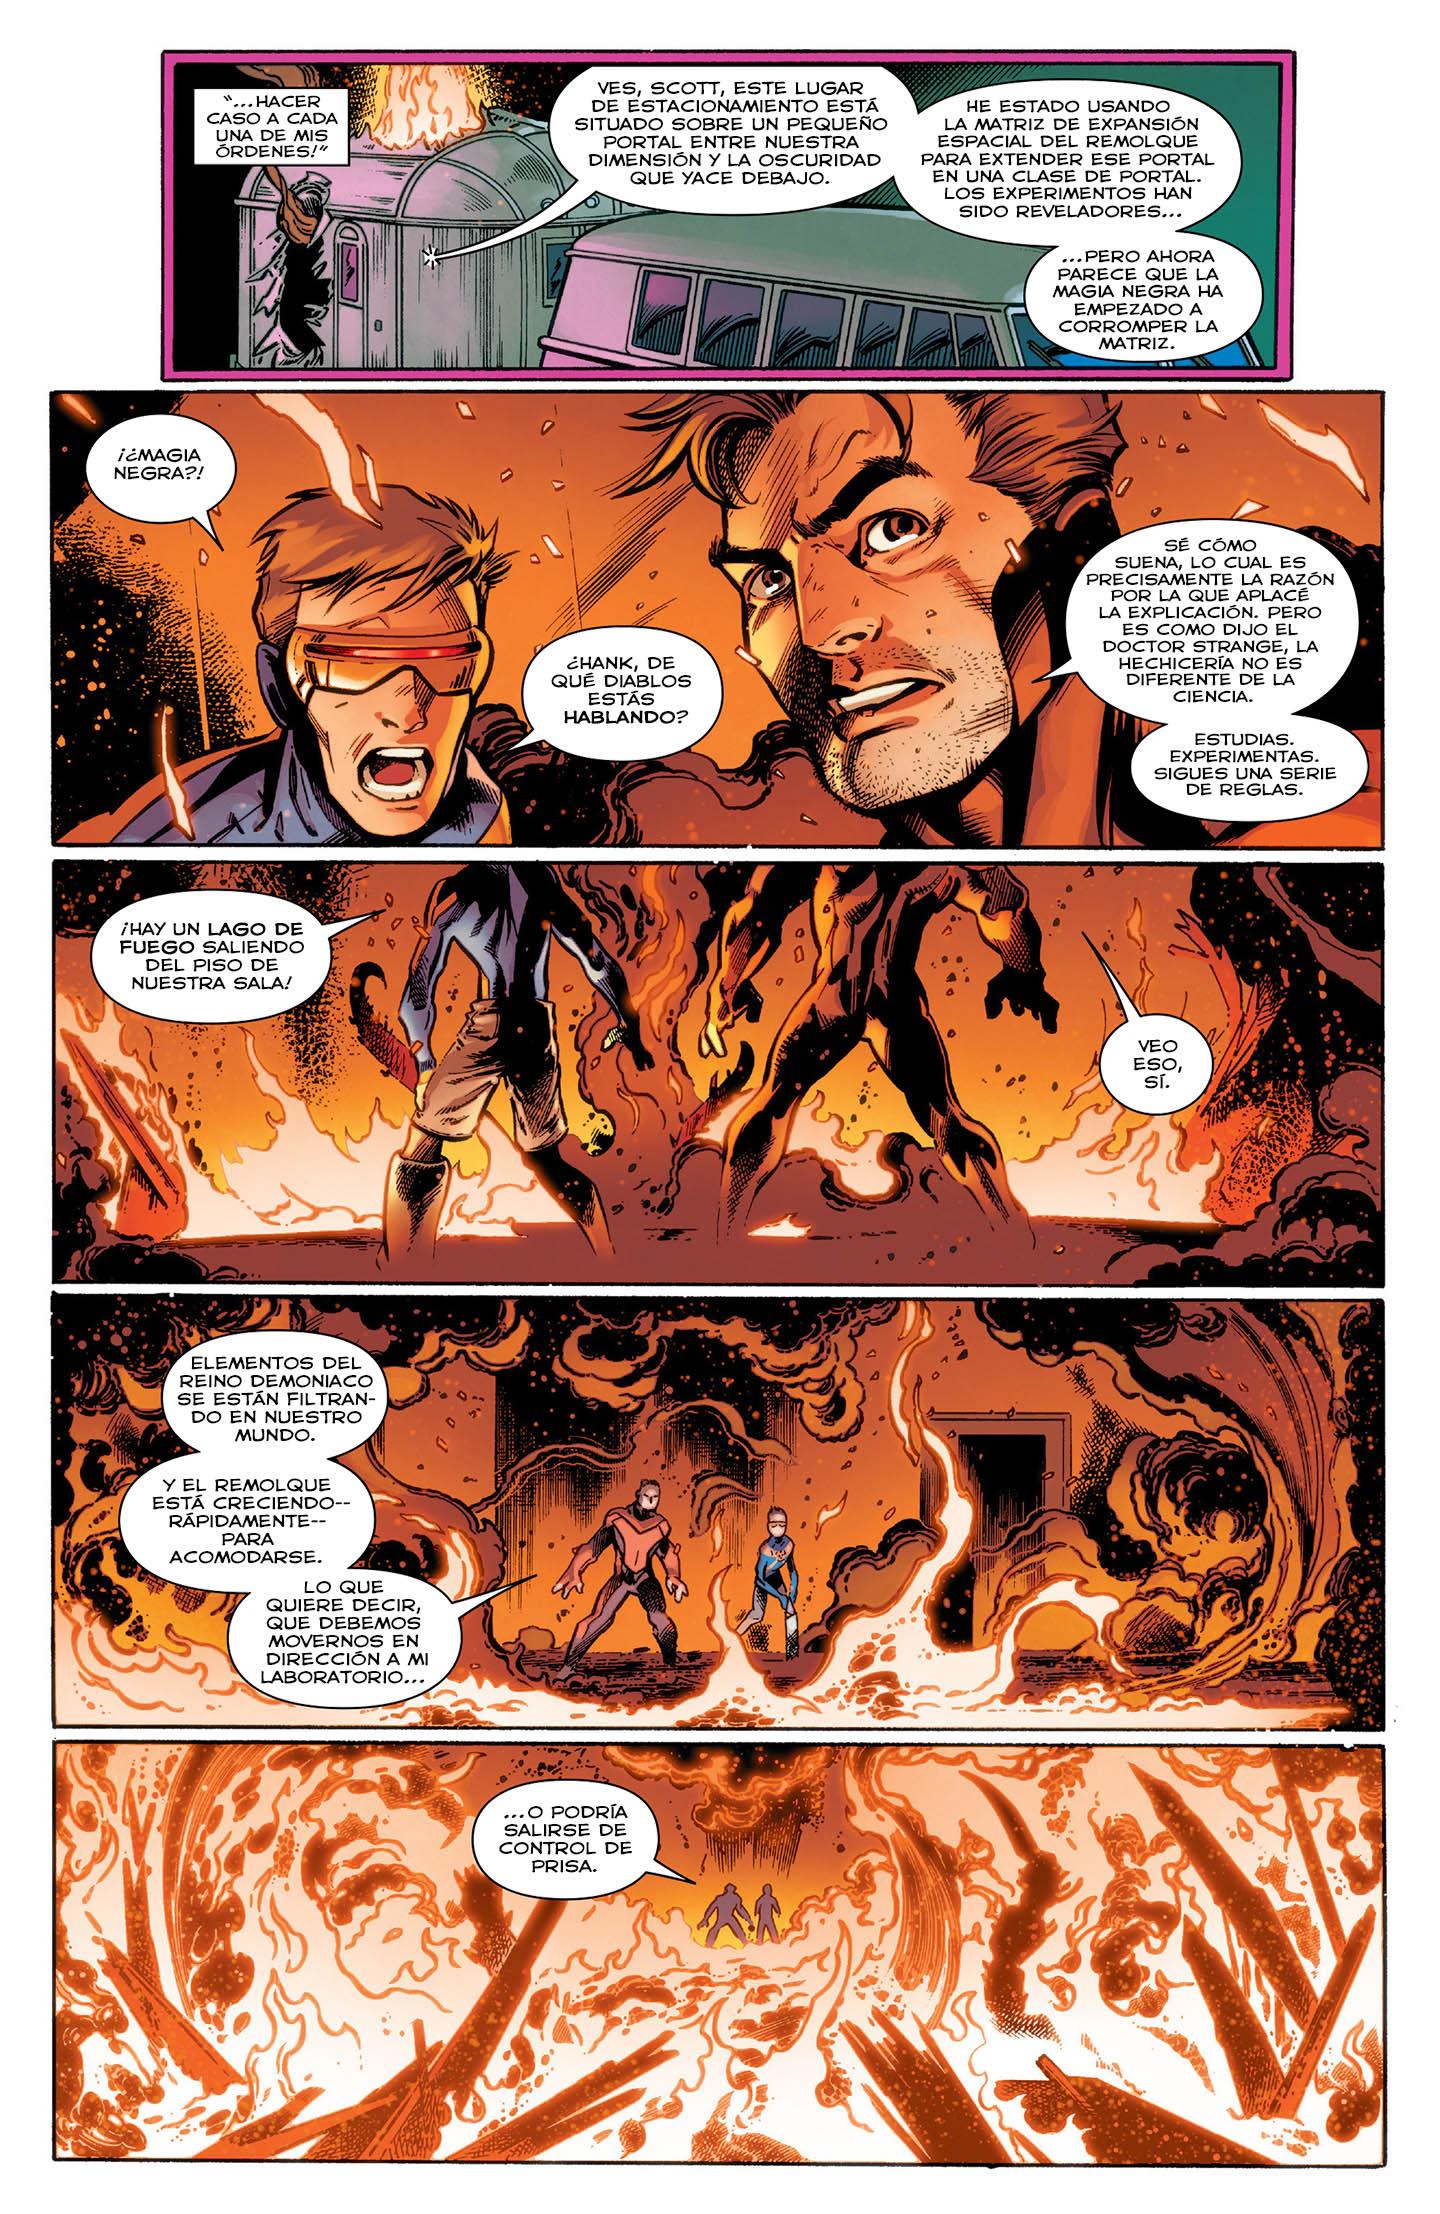 “...HACER
CASO A CADA
UNA DE MIS
ÓRDENES!”
VES, SCOTT, ESTE LUGAR
DE ESTACIONAMIENTO ESTÁ
SITUADO SOBRE UN PEQUEÑO
PORTAL ENTRE NUESTRA
DIMENSIÓN Y LA OSCURIDAD
QUE YACE DEBAJO.
HE ESTADO USANDO
LA MATRIZ DE EXPANSIÓN
ESPACIAL DEL REMOLQUE
PARA EXTENDER ESE PORTAL
EN UNA CLASE DE PORTAL.
LOS EXPERIMENTOS HAN
SIDO REVELADORES...
...PERO AHORA
PARECE QUE LA
MAGIA NEGRA HA
EMPEZADO A
CORROMPER LA
MATRIZ.
¡¿MAGIA
NEGRA?!
¿HANK, DE
QUÉ DIABLOS
ESTÁS
HABLANDO?
SÉ CÓMO
SUENA, LO CUAL ES
PRECISAMENTE LA RAZÓN
POR LA QUE APLACÉ
LA EXPLICACIÓN. PERO
ES COMO DIJO EL
DOCTOR STRANGE, LA
HECHICERÍA NO ES
DIFERENTE DE LA
CIENCIA.
ESTUDIAS.
EXPERIMENTAS.
SIGUES UNA SERIE
DE REGLAS.
¡HAY UN LAGO DE
FUEGO SALIENDO
DEL PISO DE
NUESTRA SALA!
VEO
ESO,
SÍ.
ELEMENTOS DEL
REINO DEMONIACO
SE ESTÁN FILTRAN-
DO EN NUESTRO
MUNDO.
Y EL REMOLQUE
ESTÁ CRECIENDO--
RÁPIDAMENTE--
PARA
ACOMODARSE.
LO QUE
QUIERE DECIR,
QUE DEBEMOS
MOVERNOS EN
DIRECCIÓN A MI
LABORATORIO...
...O PODRÍA
SALIRSE DE
CONTROL DE
PRISA.